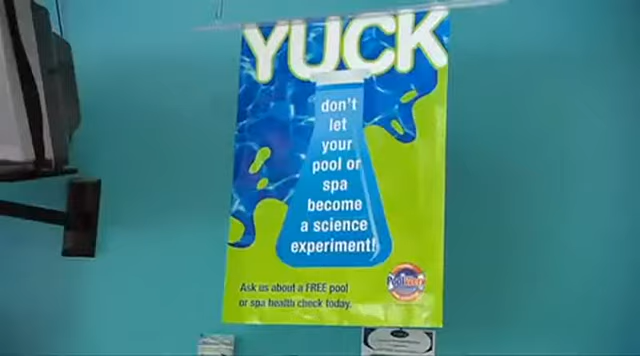 YUCK
don't
let
your
pool or
spa
become
a science
experiment!
Ask us about a FREE pool
or spa health check today.